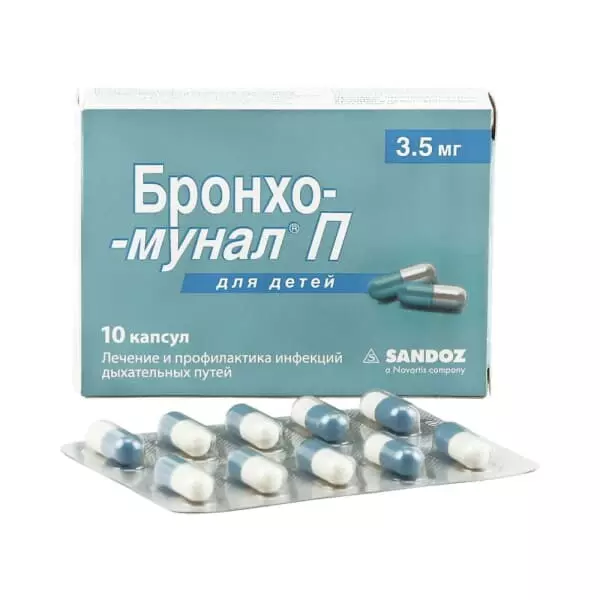 3.5 мг
Бронхо-
-мунал® П
для детей
10 капсул
Лечение и профилактика инфекций
дыхательных путей
SANDOZ
a Novartis company